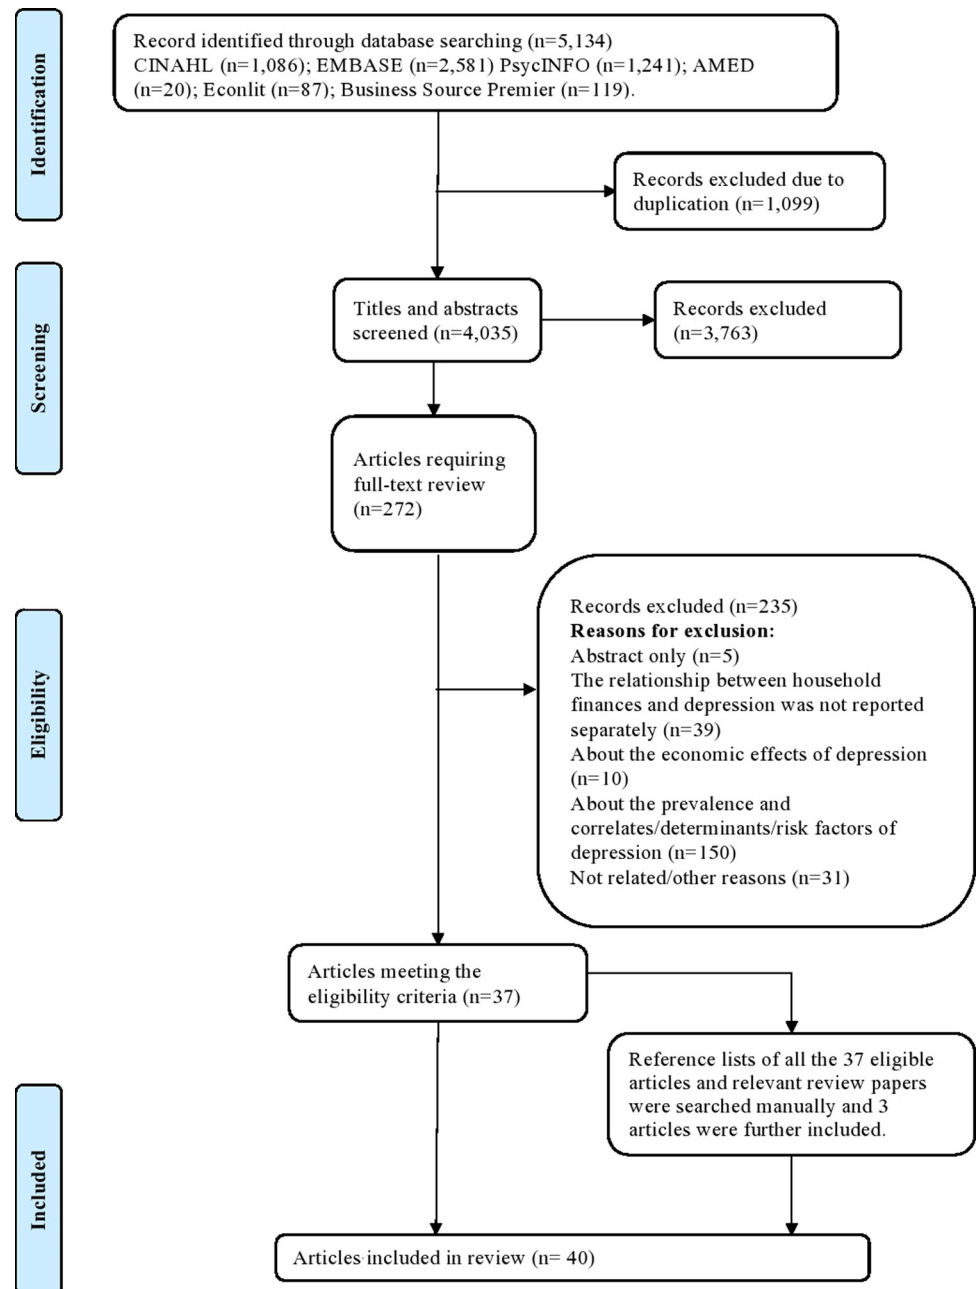 Identification
Record identified through database searching (n=5,134)
CINAHL (n=1,086); EMBASE (n=2,581) PsycINFO (n=1,241); AMED
(n=20); Econlit (n=87); Business Source Premier (n=119).
Records excluded due to
duplication (n=1,099)
Screening
Titles and abstracts
screened (n=4,035)
Records excluded
(n=3,763)
Articles requiring
full-text review
(n=272)
Eligibility
Records excluded (n=235)
Reasons for exclusion:
Abstract only (n=5)
The relationship between household
finances and depression was not reported
separately (n=39)
About the economic effects of depression
(n=10)
About the prevalence and
correlates/determinants/risk factors of
depression (n=150)
Not related/other reasons (n=31)
Articles meeting the
eligibility criteria (n=37)
Reference lists of all the 37 eligible
articles and relevant review papers
were searched manually and 3
articles were further included.
Included
Articles included in review (n= 40)